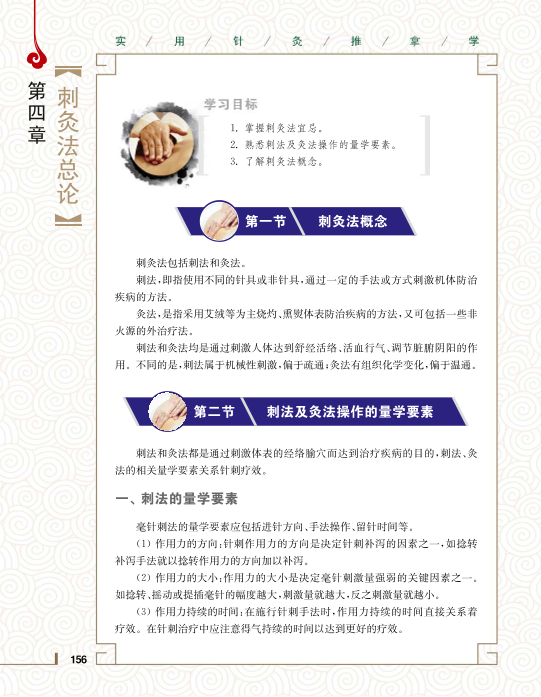 实 / 用 / 针 / 灸 / 推 / 拿 / 学
第四章
【刺灸法总论】
学习目标
1. 掌握刺灸法宜忌。
2. 熟悉刺法及灸法操作的量学要素。
3. 了解刺灸法概念。
第一节 刺灸法概念
刺灸法包括刺法和灸法。
刺法,即指使用不同的针具或非针具,通过一定的手法或方式刺激机体防治
疾病的方法。
灸法,是指采用艾绒等为主烧灼、熏熨体表防治疾病的方法,又可包括一些非
火源的外治疗法。
刺法和灸法均是通过刺激人体达到舒经活络、活血行气、调节脏腑阴阳的作
用。不同的是,刺法属于机械性刺激,偏于疏通;灸法有组织化学变化,偏于温通。
第二节 刺法及灸法操作的量学要素
刺法和灸法都是通过刺激体表的经络腧穴而达到治疗疾病的目的,刺法、灸
法的相关量学要素关系针刺疗效。
一、刺法的量学要素
毫针刺法的量学要素应包括进针方向、手法操作、留针时间等。
(1) 作用力的方向:针刺作用力的方向是决定针刺补泻的因素之一,如捻转
补泻手法就以捻转作用力的方向加以补泻。
(2) 作用力的大小:作用力的大小是决定毫针刺激量强弱的关键因素之一。
如捻转、摇动或提插毫针的幅度越大,刺激量就越大,反之刺激量就越小。
(3) 作用力持续的时间:在施行针刺手法时,作用力持续的时间直接关系着
疗效。在针刺治疗中应注意得气持续的时间以达到更好的疗效。
156